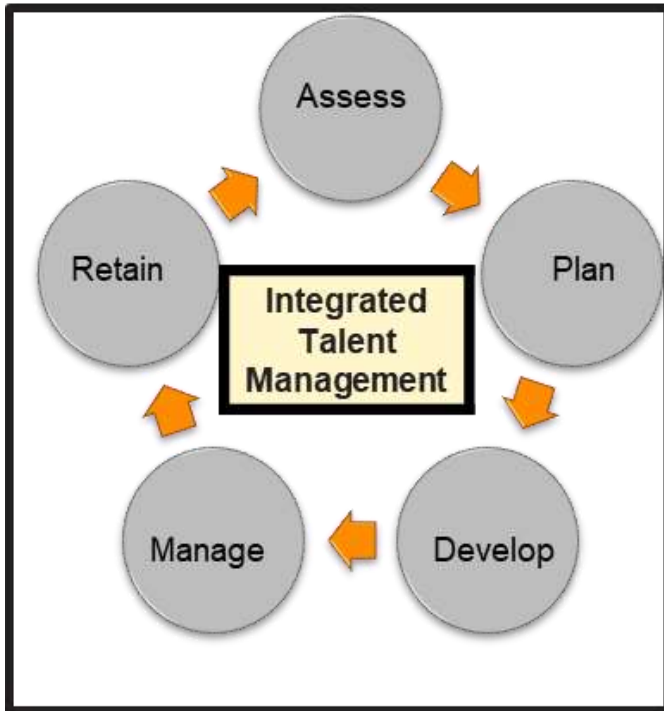 Assess
Retain
Plan
Integrated
Talent
Management
Manage
Develop